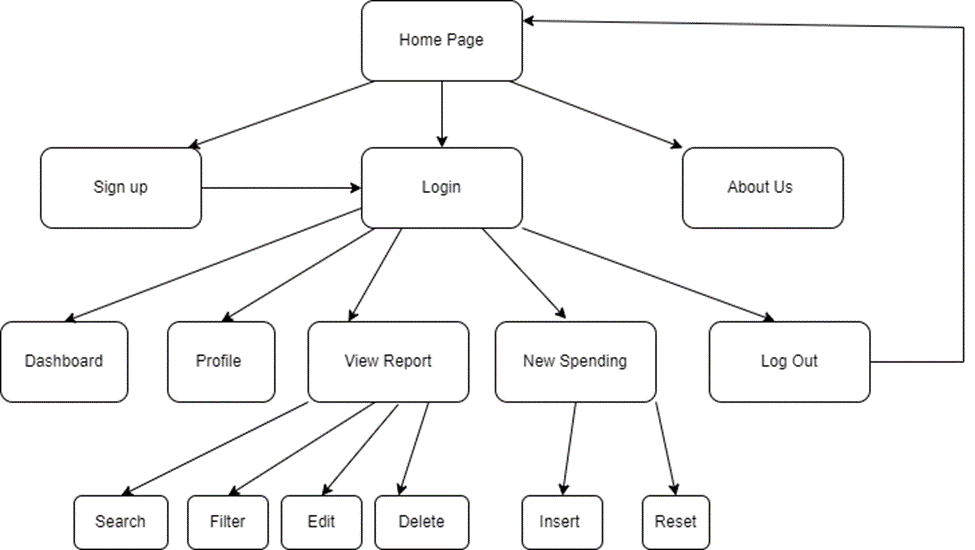 Home Page
Sign up
Login
About Us
Dashboard
Profile
View Report
New Spending
Log Out
Search
Filter
Edit
Delete
Insert
Reset